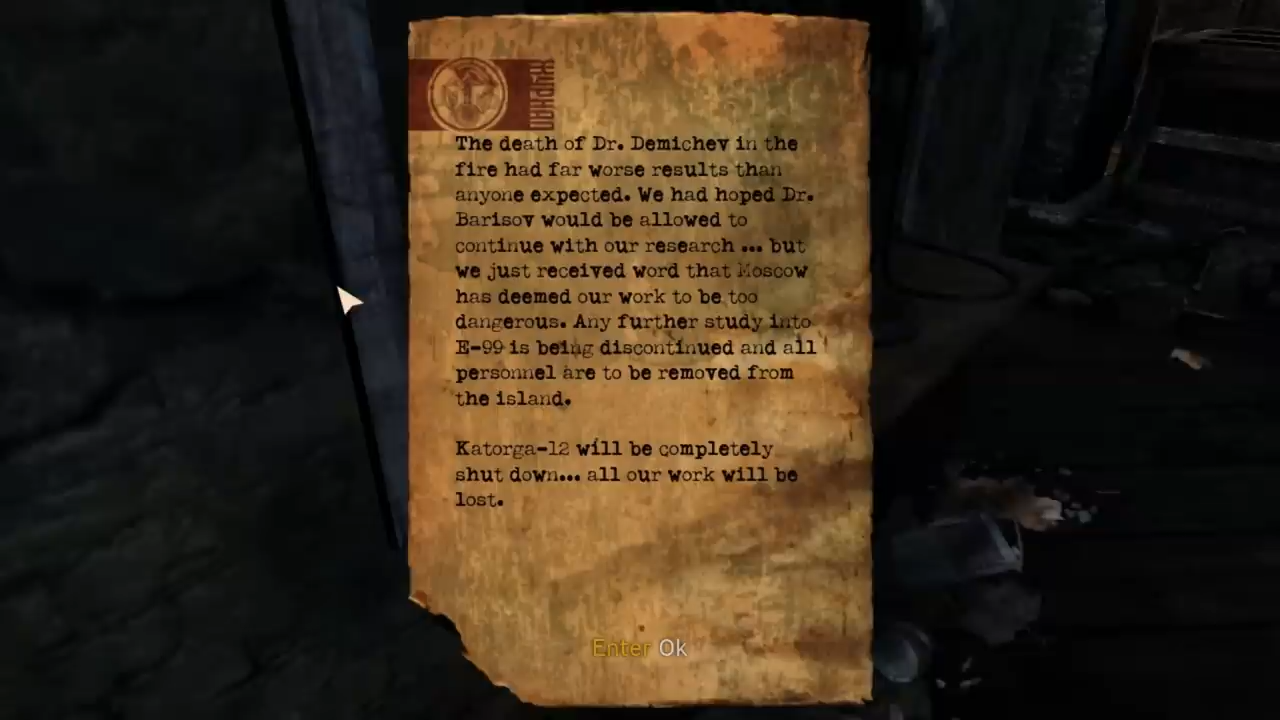 The death of Dr. Demichev in the
fire had far worse results than
anyone expected. We had hoped Dr.
Barisov would be allowed to
continue with our research ... but
we just received word that Moscow
has deemed our work to be too
dangerous. Any further study into
E-99 is being discontinued and all
personnel are to be removed from
the island.
Katorga-12 will be completely
shut down... all our work will be
lost.
Enter Ok